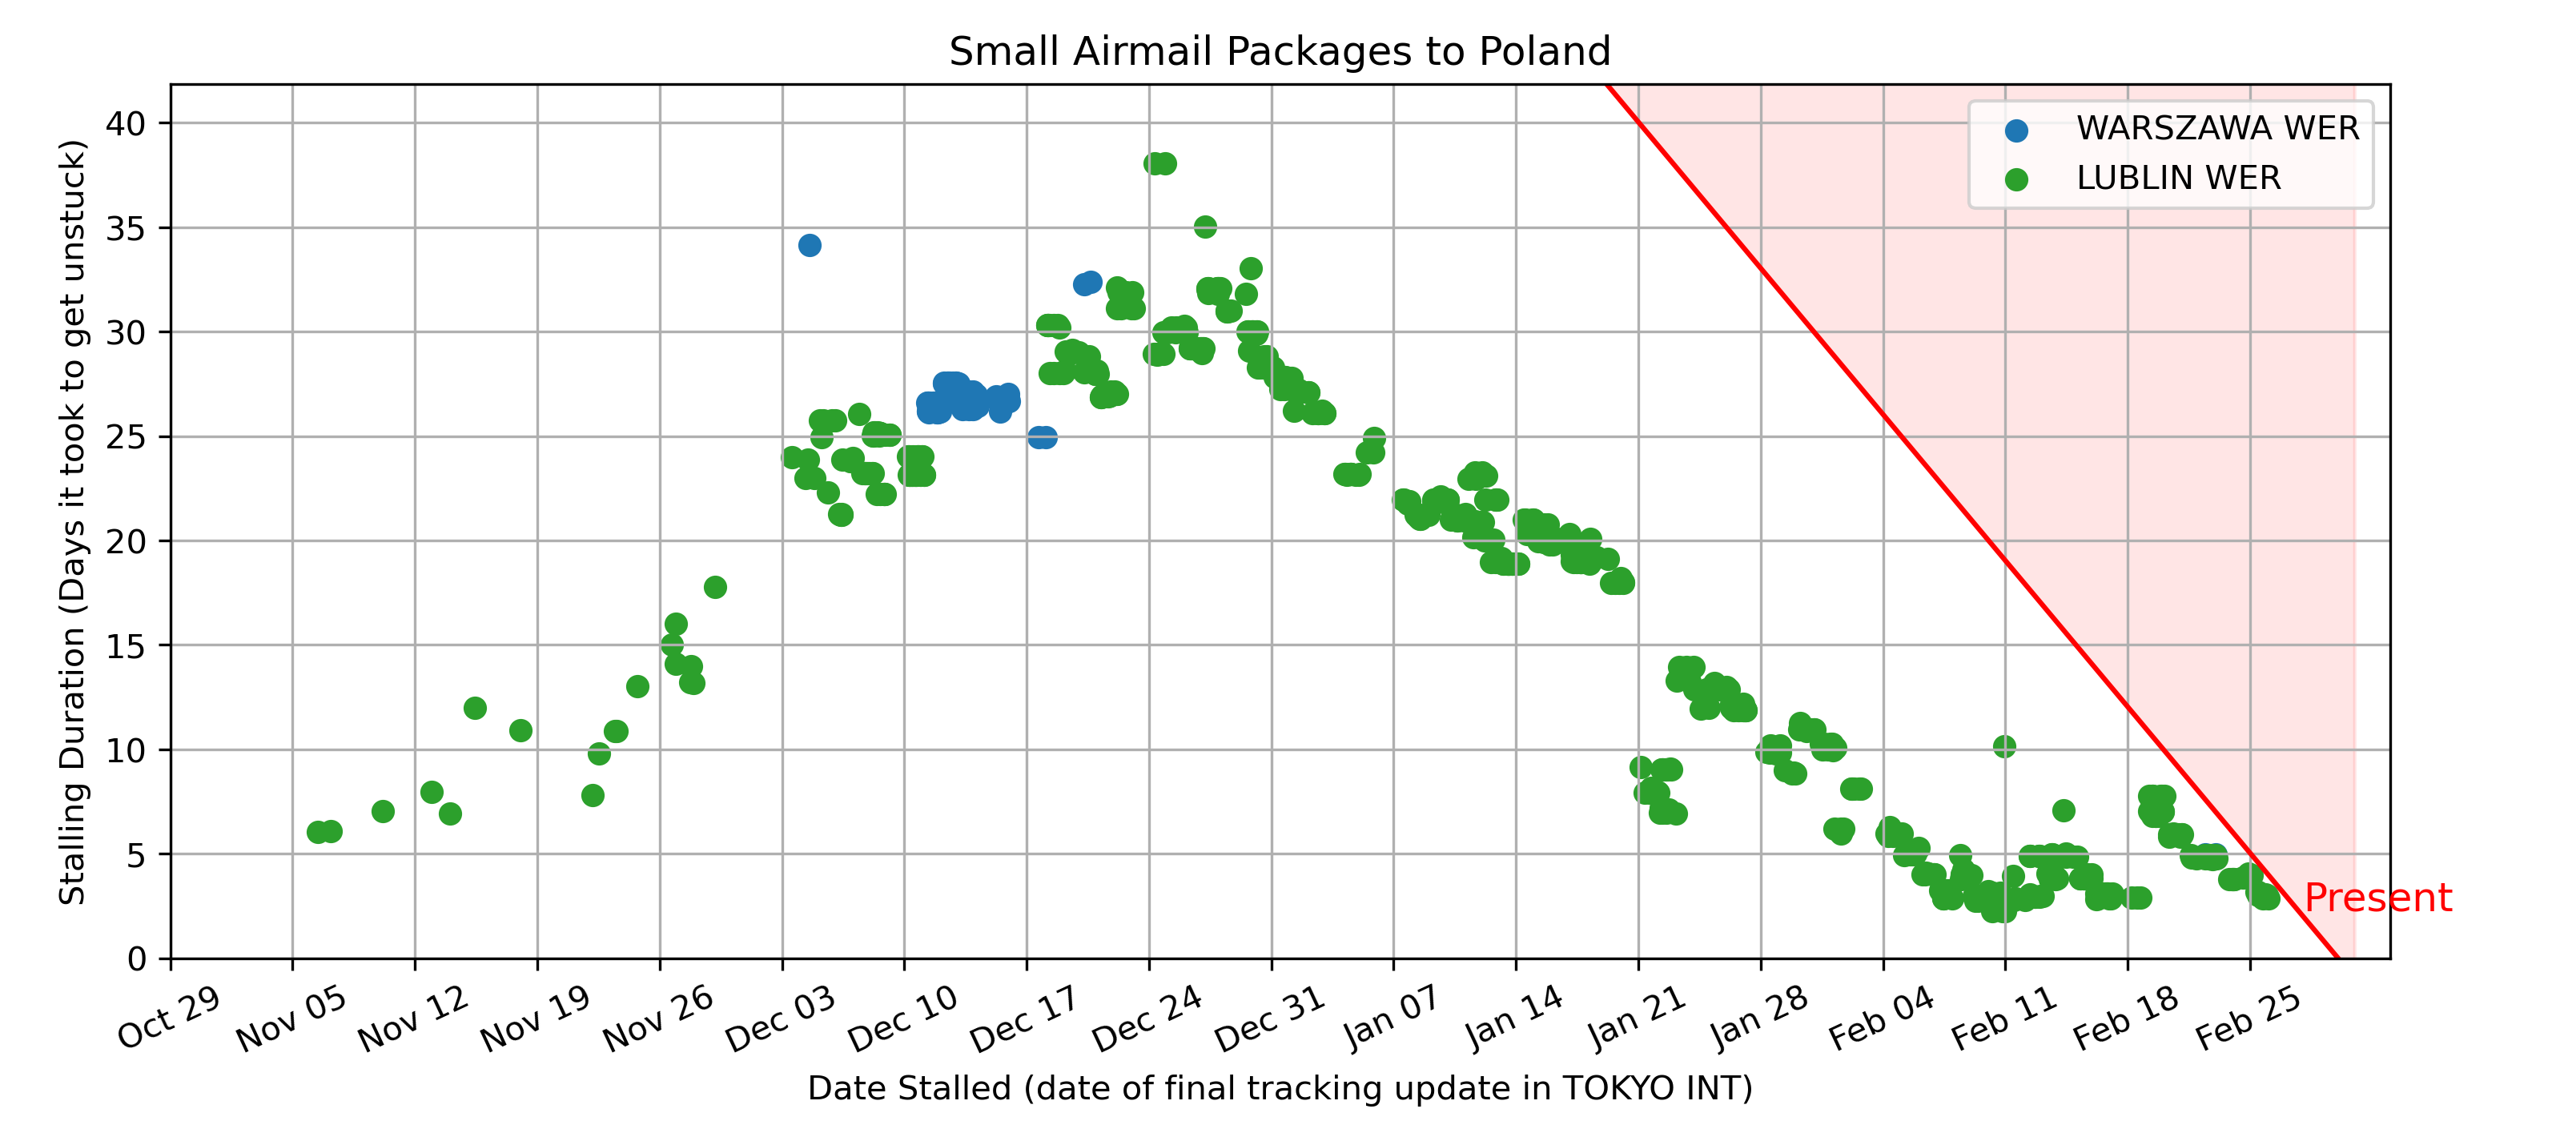 Small Airmail Packages to Poland
WARSZAWA WER
LUBLIN WER
Stalling Duration (Days it took to get unstuck)
40
35
30
25
20
15
10
5
0
Present
Oct 29
Nov 05
Nov 12
Nov 19
Nov 26
Dec 03
Dec 10
Dec 17
Dec 24
Dec 31
Jan 07
Jan 14
Jan 21
Jan 28
Feb 04
Feb 11
Feb 18
Feb 25
Date Stalled (date of final tracking update in TOKYO INT)